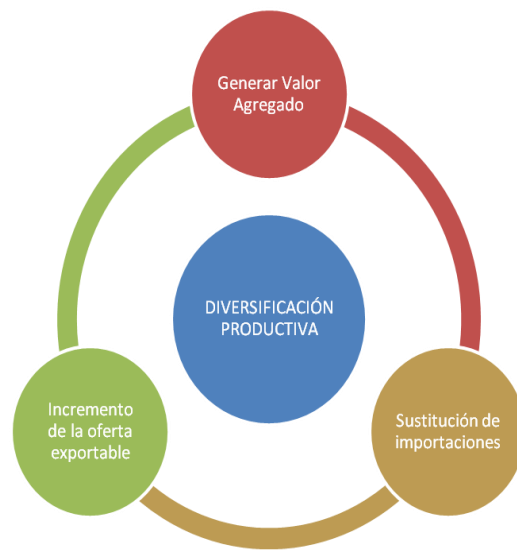 Generar Valor
Agregado
DIVERSIFICACIÓN
PRODUCTIVA
Incremento
de la oferta
exportable
Sustitución de
importaciones